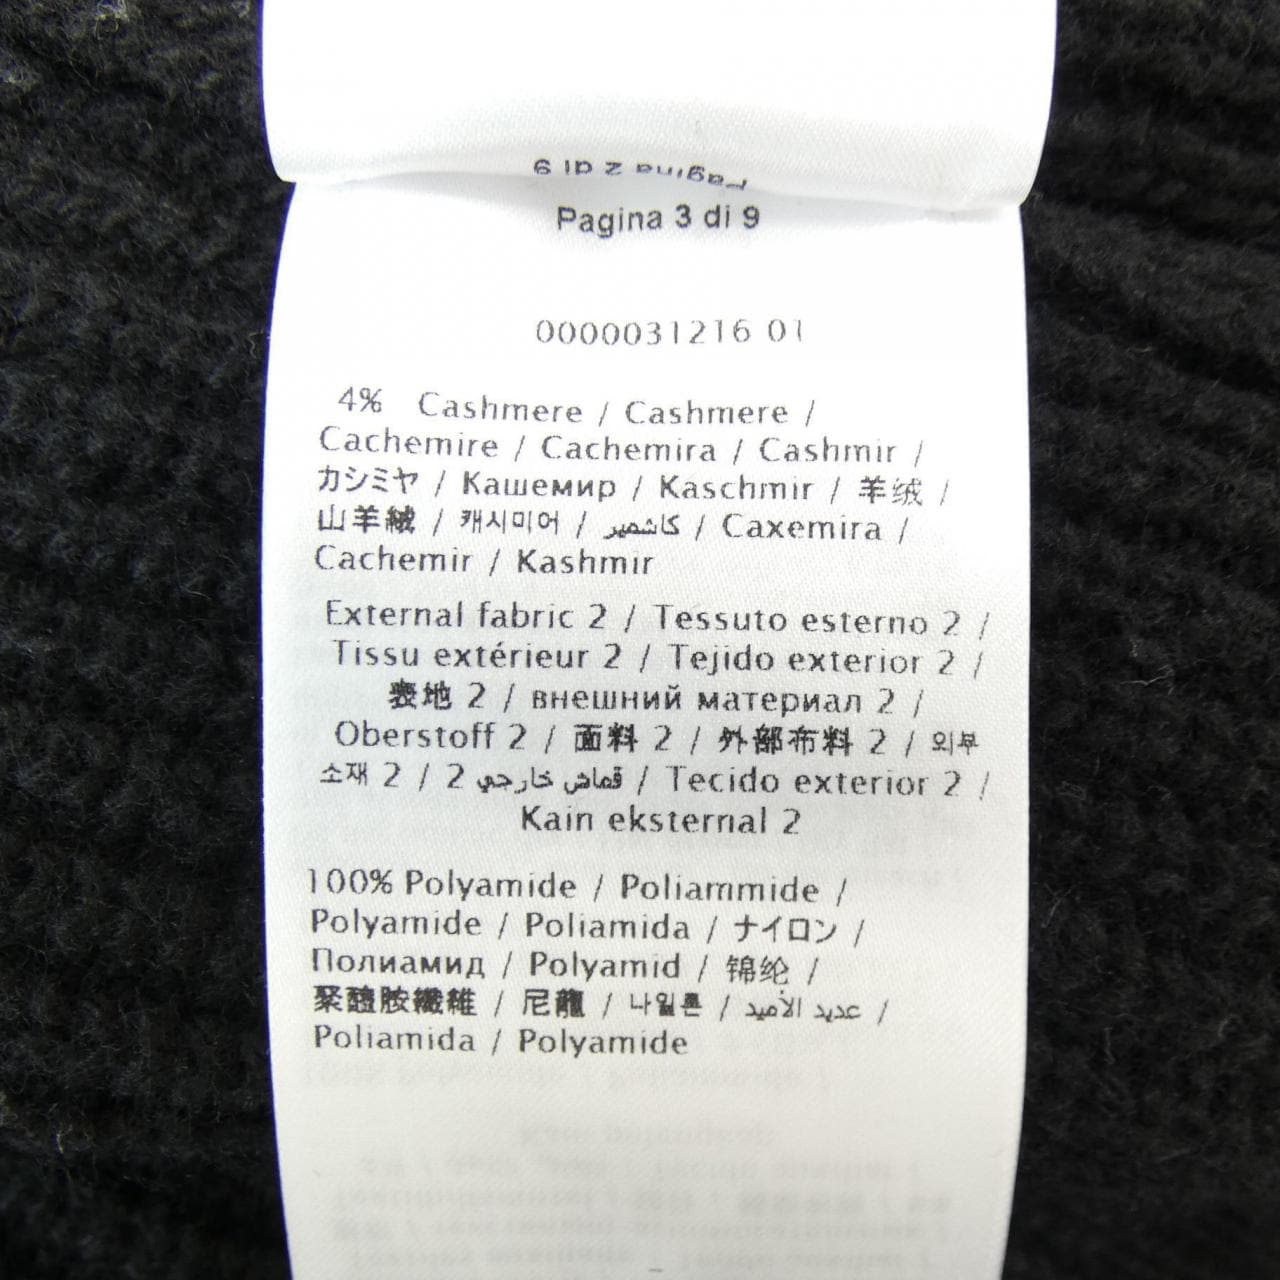 Pagina 2 di 9
Pagina 3 di 9
0000031216 01
4% Cashmere / Cashmere /
Cachemire / Cachemira / Cashmir /
カシミヤ / Кашемир / Kaschmir / 羊绒 /
山羊絨 / 캐시미어 / كاشمير / Caxemira /
Cachemir / Kashmir
External fabric 2 / Tessuto esterno 2 /
Tissu extérieur 2 / Tejido exterior 2 /
表地 2 / внешний материал 2 /
Oberstoff 2 / 面料 2 / 外部布料 2 / 외부
소재 2 / 2 قماش خارجي / Tecido exterior 2 /
Kain eksternal 2
100% Polyamide / Poliammide /
Polyamide / Poliamida / ナイロン /
Полиамид / Polyamid / 锦纶 /
聚醯胺纖維 / 尼龍 / 나일론 / عديد الأميد /
Poliamida / Polyamide